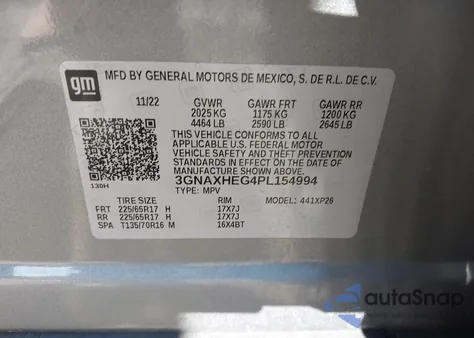 gm
MFD BY GENERAL MOTORS DE MEXICO, S. DE R.L. DE C.V.
11/22 GVWR GAWR FRT GAWR RR
2025 KG 1175 KG 1200 KG
4464 LB 2590 LB 2645 LB
THIS VEHICLE CONFORMS TO ALL
APPLICABLE U.S. FEDERAL MOTOR
VEHICLE SAFETY AND THEFT PREVENTION
STANDARDS IN EFFECT ON THE DATE OF
MANUFACTURE SHOWN ABOVE.
3GNAXHEG4PL154994
130H TYPE: MPV MODEL: 441XP26
TIRE SIZE RIM
FRT 225/65R17 H 17X7J
RR 225/65R17 H 17X7J
SPA T135/70R16 M 16X4BT
autoSnap